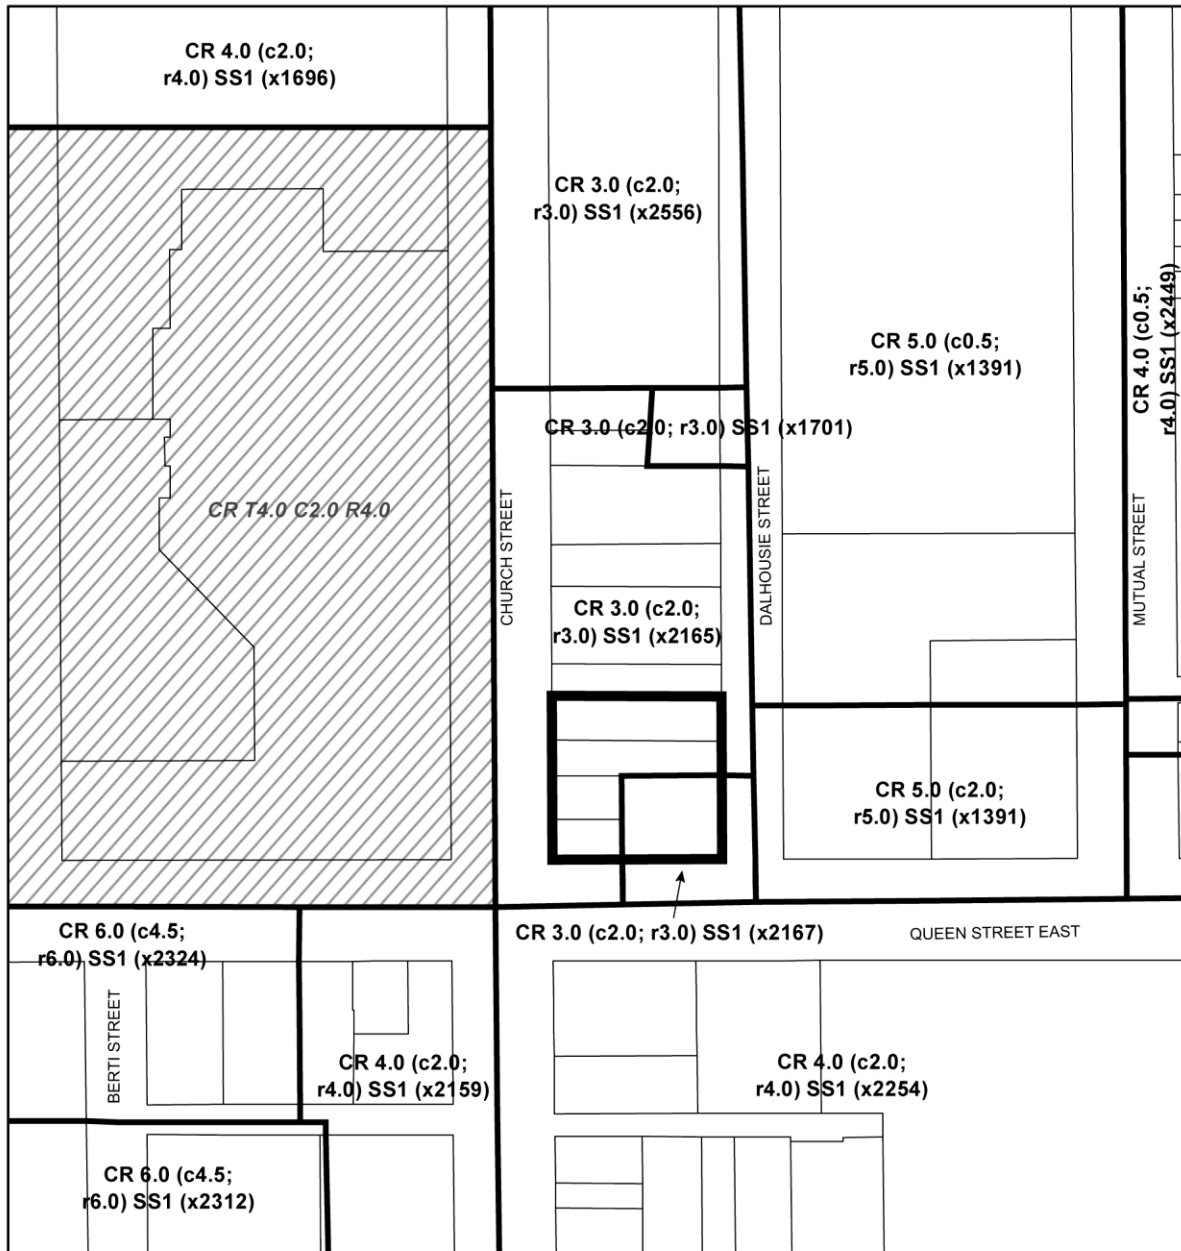 CR 4.0 (c2.0;
r4.0) SS1 (x1696)
CR 3.0 (c2.0;
r3.0) SS1 (x2556)
CR 5.0 (c0.5;
r5.0) SS1 (x1391)
CR 4.0 (c0.5;
r4.0) SS1 (x2449)
CR 3.0 (c2.0; r3.0) SS1 (x1701)
CR T4.0 C2.0 R4.0
CHURCH STREET
DALHOUSIE STREET
MUTUAL STREET
CR 3.0 (c2.0;
r3.0) SS1 (x2165)
CR 5.0 (c2.0;
r5.0) SS1 (x1391)
CR 3.0 (c2.0; r3.0) SS1 (x2167)
QUEEN STREET EAST
CR 6.0 (c4.5;
r6.0) SS1 (x2324)
BERTI STREET
CR 4.0 (c2.0;
r4.0) SS1 (x2159)
CR 4.0 (c2.0;
r4.0) SS1 (x2254)
CR 6.0 (c4.5;
r6.0) SS1 (x2312)